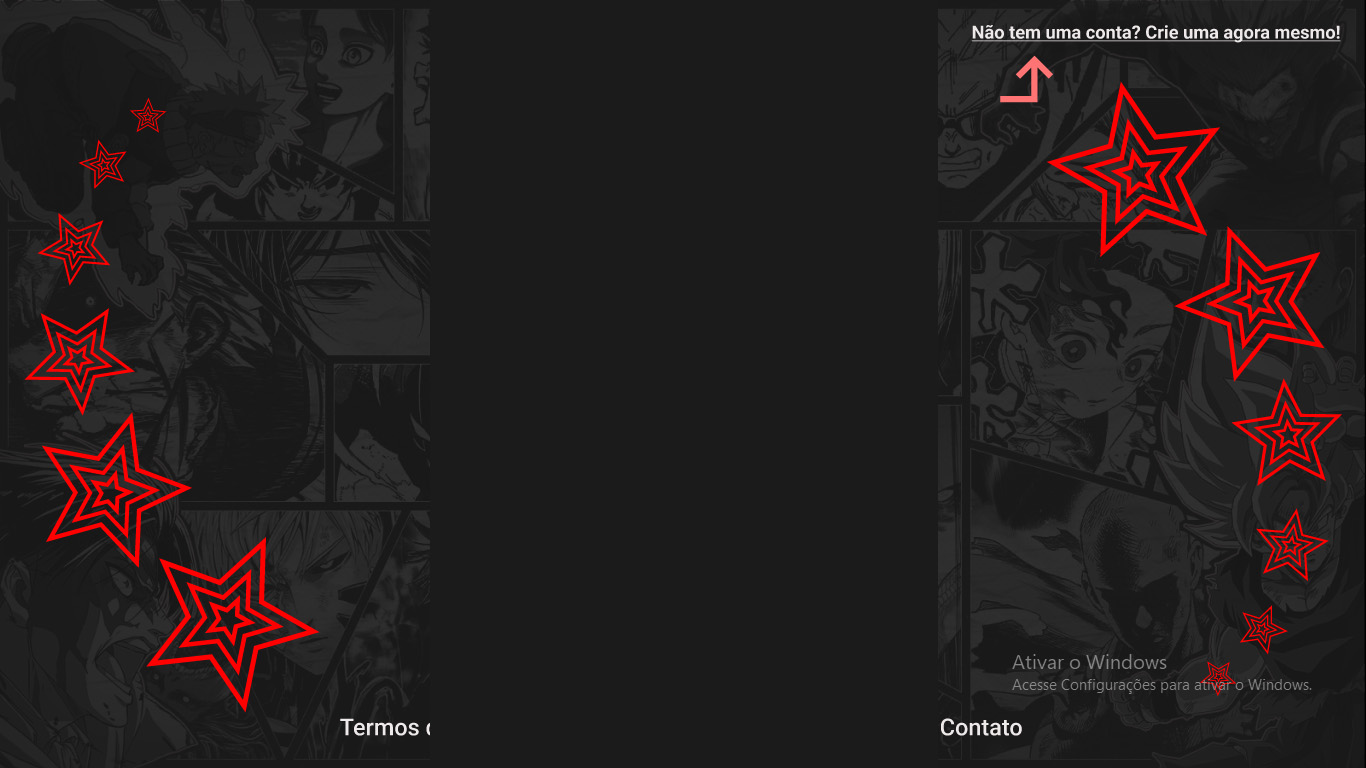 Não tem uma conta? Crie uma agora mesmo!
Ativar o Windows
Acesse Configurações para ativar o Windows.
Termos
Contato